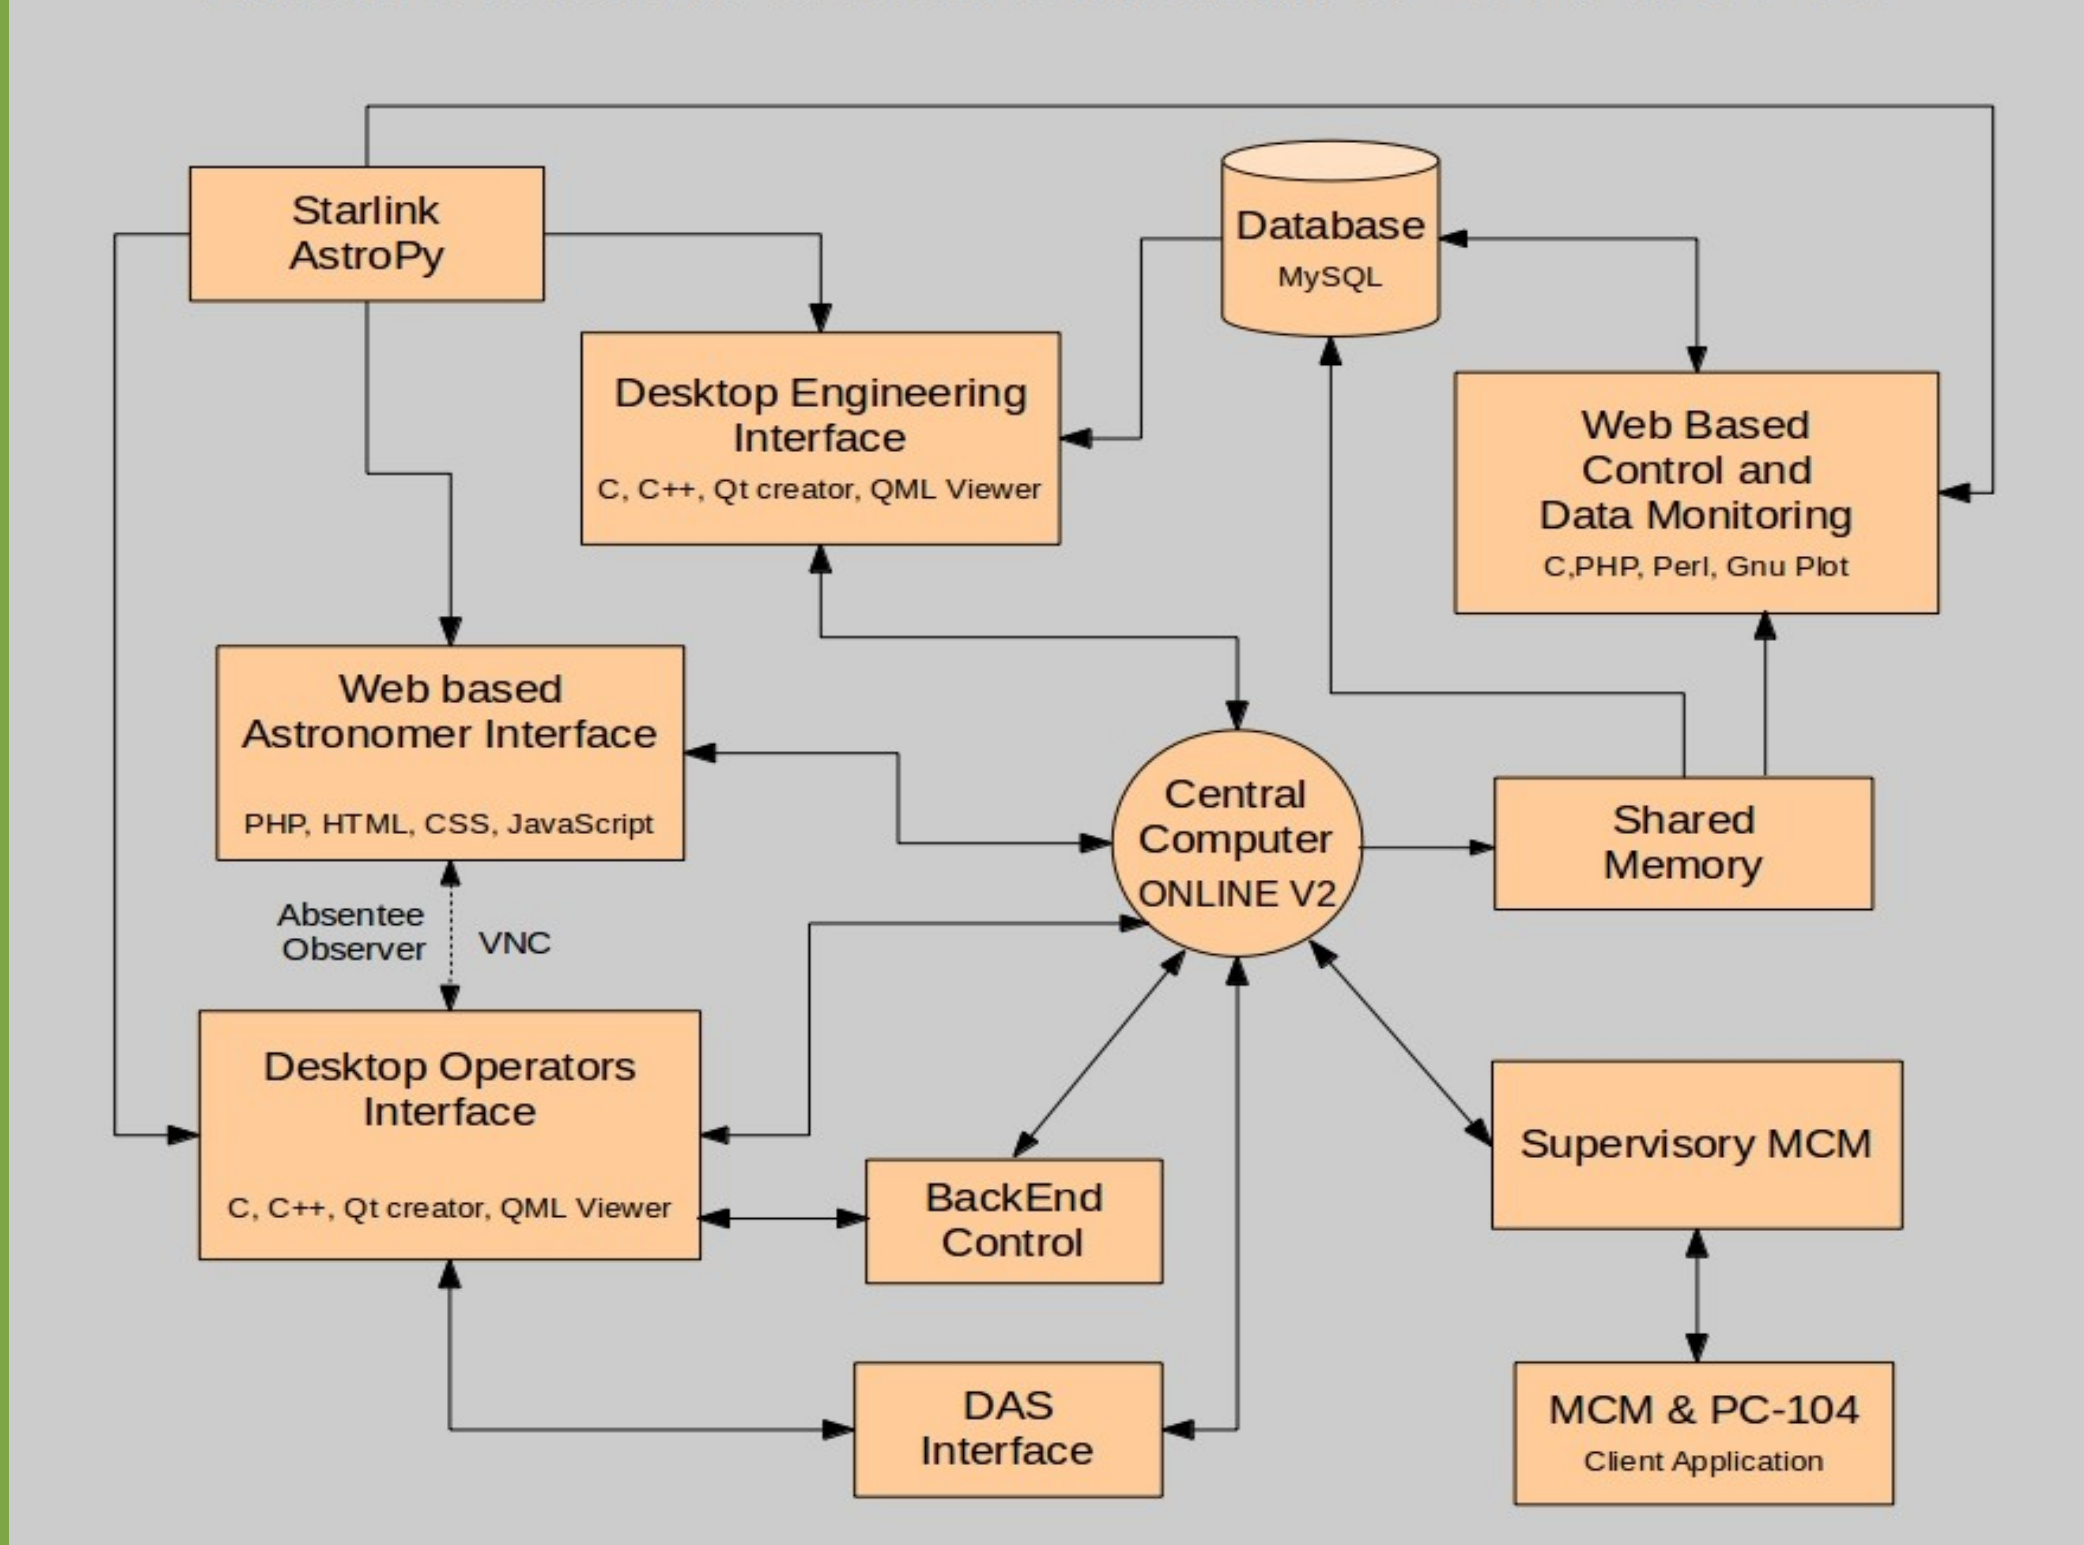 Starlink
AstroPy
Database
MySQL
Desktop Engineering
Interface
C, C++, Qt creator, QML Viewer
Web Based
Control and
Data Monitoring
C,PHP, Perl, Gnu Plot
Web based
Astronomer Interface
PHP, HTML, CSS, JavaScript
Central
Computer
ONLINE V2
Shared
Memory
Absentee
Observer
VNC
Desktop Operators
Interface
C, C++, Qt creator, QML Viewer
BackEnd
Control
Supervisory MCM
DAS
Interface
MCM & PC-104
Client Application